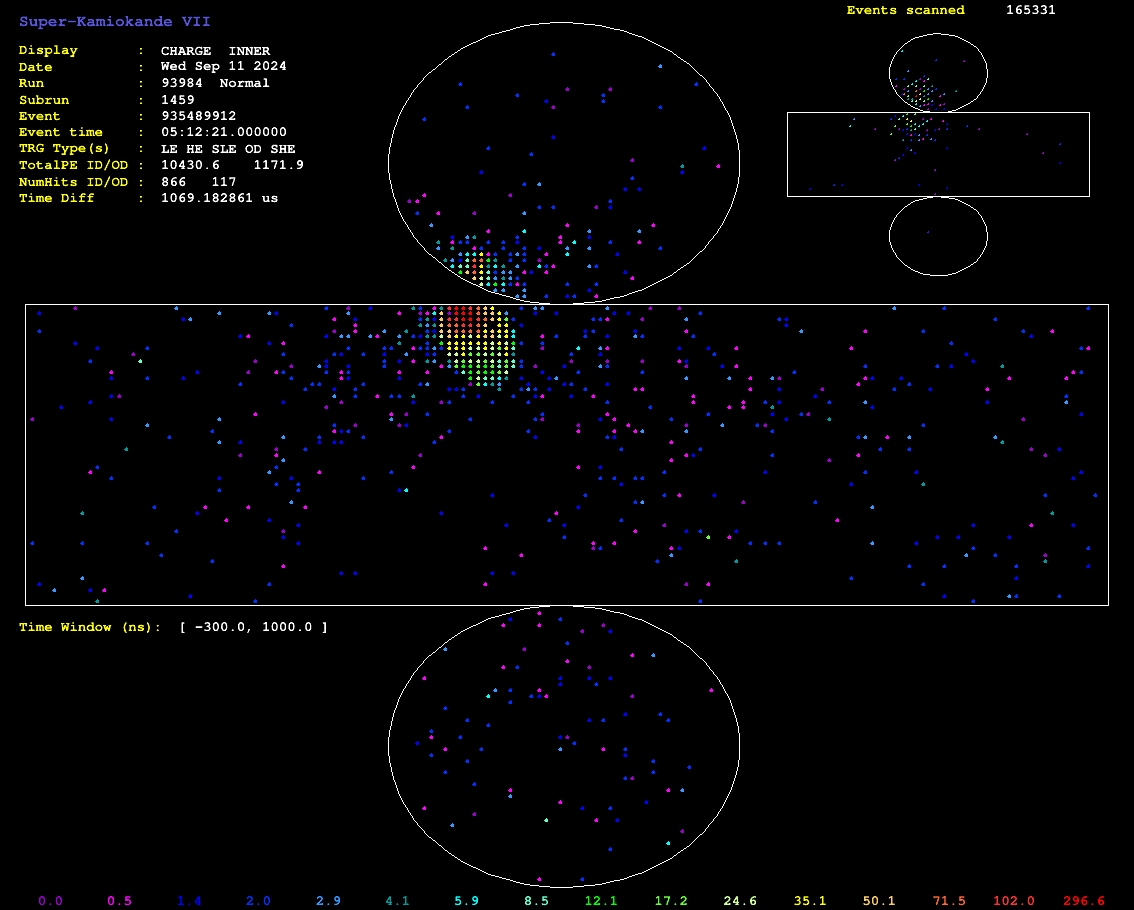 Super-Kamiokande VII
Events scanned 165331
Display : CHARGE INNER
Date : Wed Sep 11 2024
Run : 93984 Normal
Subrun : 1459
Event : 935489912
Event time : 05:12:21.000000
TRG Type(s) : LE HE SLE OD SHE
TotalPE ID/OD : 10430.6 1171.9
NumHits ID/OD : 866 117
Time Diff : 1069.182861 us
Time Window (ns): [ -300.0, 1000.0 ]
0.0 0.5 1.4 2.0 2.9 4.1 5.9 8.5 12.1 17.2 24.6 35.1 50.1 71.5 102.0 296.6